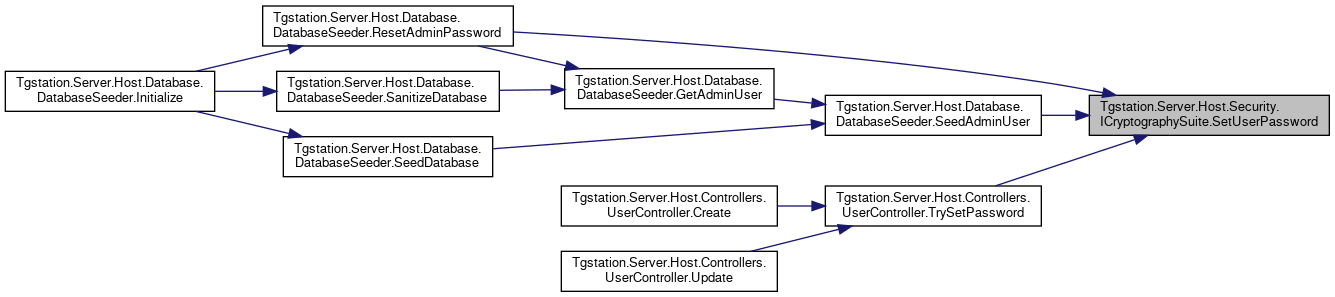 Tgstation.Server.Host.Database.
DatabaseSeeder.ResetAdminPassword
Tgstation.Server.Host.Database.
DatabaseSeeder.Initialize
Tgstation.Server.Host.Database.
DatabaseSeeder.SanitizeDatabase
Tgstation.Server.Host.Database.
DatabaseSeeder.GetAdminUser
Tgstation.Server.Host.Database.
DatabaseSeeder.SeedAdminUser
Tgstation.Server.Host.Security.
ICryptographySuite.SetUserPassword
Tgstation.Server.Host.Database.
DatabaseSeeder.SeedDatabase
Tgstation.Server.Host.Controllers.
UserController.Create
Tgstation.Server.Host.Controllers.
UserController.TrySetPassword
Tgstation.Server.Host.Controllers.
UserController.Update